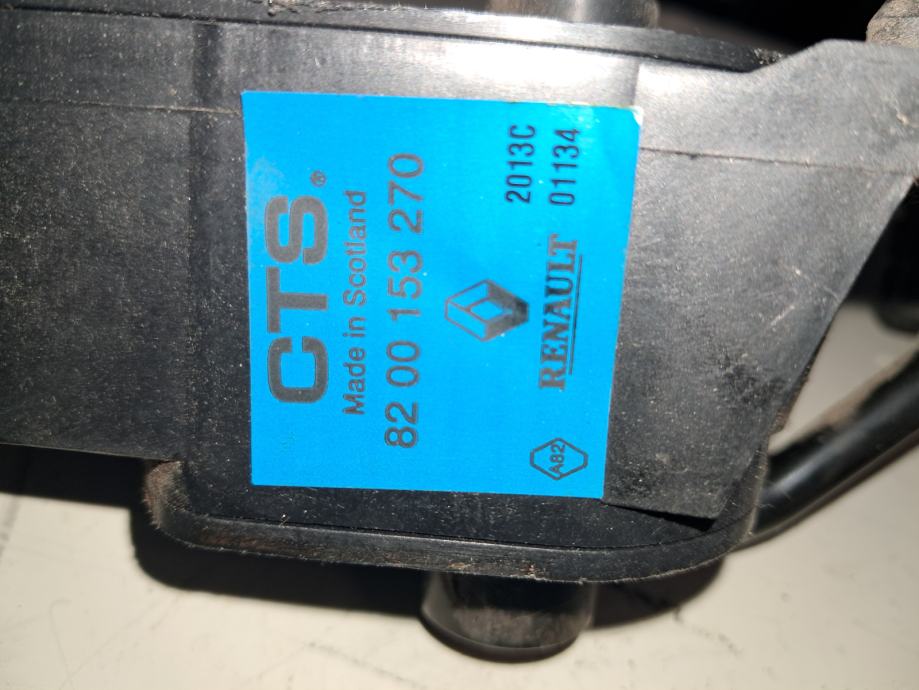 CTS®
Made in Scotland
82 00 153 270
2013C
01134
RENAULT
A82